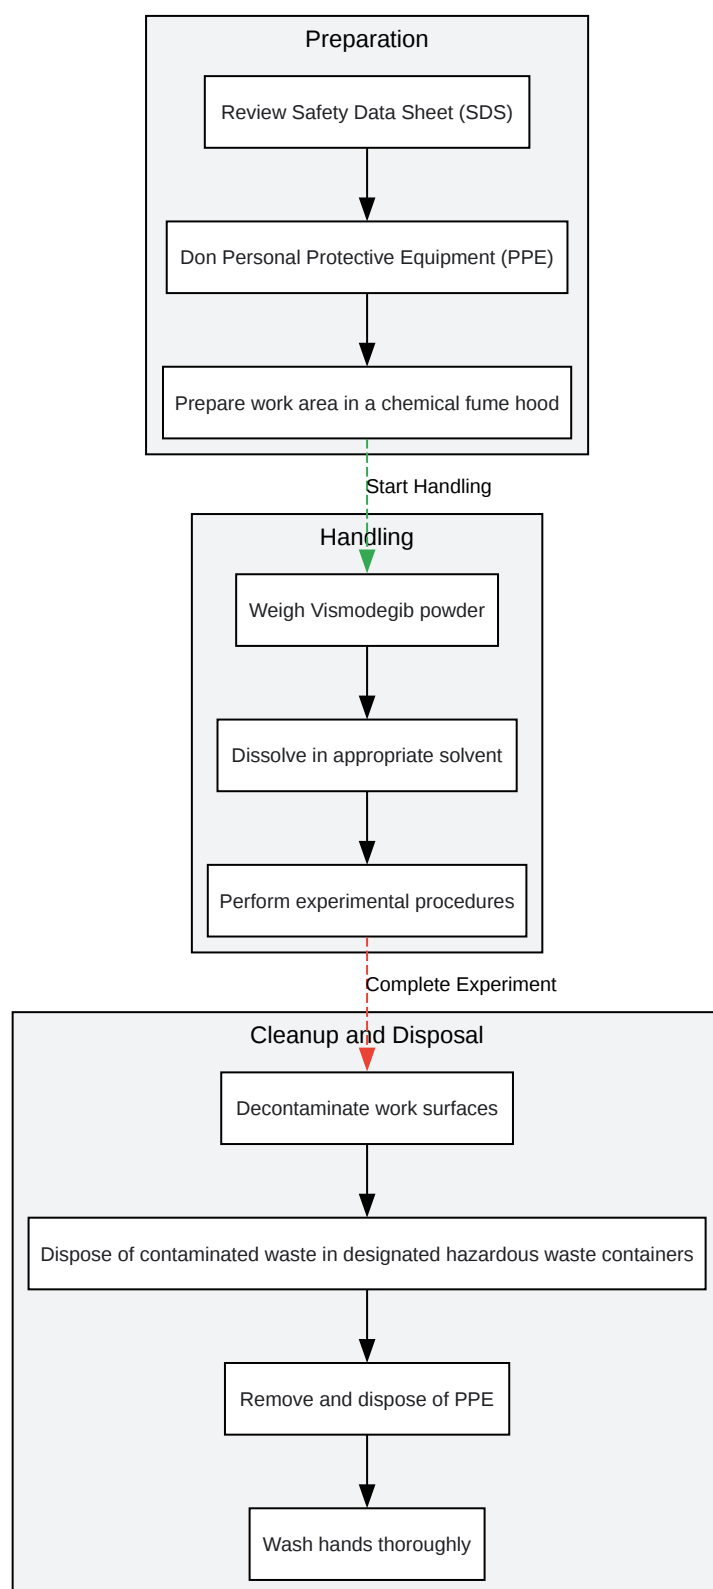 Preparation
Review Safety Data Sheet (SDS)
Don Personal Protective Equipment (PPE)
Prepare work area in a chemical fume hood
Start Handling
Handling
Weigh Vismodegib powder
Dissolve in appropriate solvent
Perform experimental procedures
Complete Experiment
Cleanup and Disposal
Decontaminate work surfaces
Dispose of contaminated waste in designated hazardous waste containers
Remove and dispose of PPE
Wash hands thoroughly